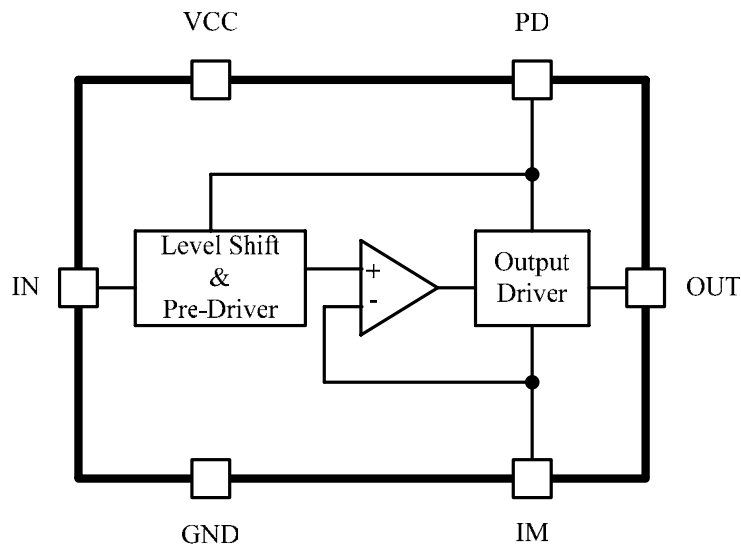 VCC
PD
Level Shift
&
Pre-Driver
IN
+
-
Output
Driver
OUT
GND
IM